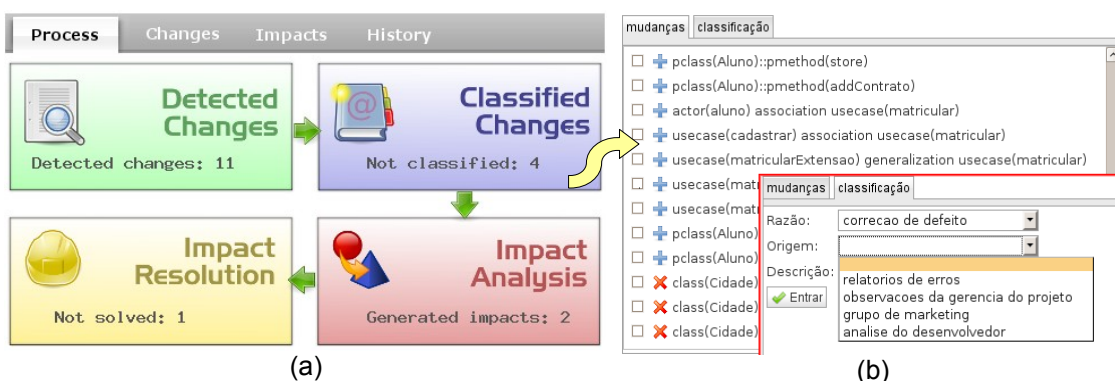 Process Changes Impacts History
Detected
Changes
Detected changes: 11
Classified
Changes
Not classified: 4
Impact
Resolution
Not solved: 1
Impact
Analysis
Generated impacts: 2
(a)
mudanças classificação
pclass(Aluno)::pmethod(store)
pclass(Aluno)::pmethod(addContrato)
actor(aluno) association usecase(matricular)
usecase(cadastrar) association usecase(matricular)
usecase(matricularExtensao) generalization usecase(matricular)
usecase(mat
usecase(mat
pclass(Aluno)
pclass(Aluno)
class(Cidade)
class(Cidade)
class(Cidade)
mudanças classificação
Razão: correcao de defeito
Origem:
Descrição:
relatorios de erros
observacoes da gerencia do projeto
grupo de marketing
analise do desenvolvedor
Entrar
(b)